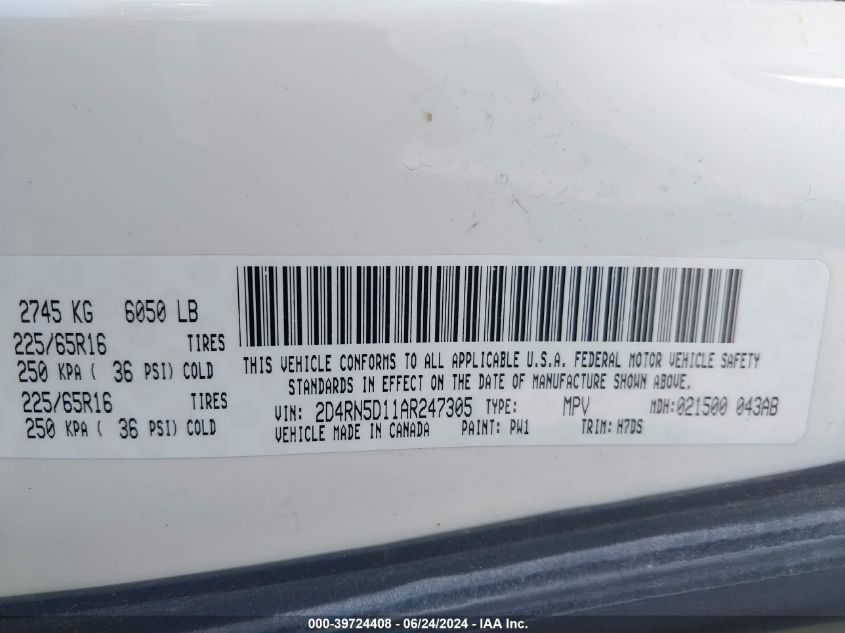 2745 KG 6050 LB
225/65R16 TIRES
250 KPA ( 36 PSI) COLD
225/65R16 TIRES
250 KPA ( 36 PSI) COLD
THIS VEHICLE CONFORMS TO ALL APPLICABLE U.S.A. FEDERAL MOTOR VEHICLE SAFETY
STANDARDS IN EFFECT ON THE DATE OF MANUFACTURE SHOWN ABOVE.
VIN: 2D4RN5D11AR247305 TYPE: MPV MDH:021500 043AB
VEHICLE MADE IN CANADA PAINT: PW1 TRIM: H7DS
000-39724408 - 06/24/2024 - IAA Inc.